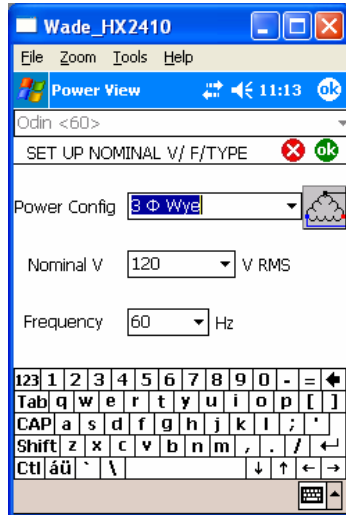 Wade_HX2410
File Zoom Tools Help
Power View 11:13 ok
Odin <60>
SET UP NOMINAL V/ F/TYPE ok
Power Config 3 Φ Wye
Nominal V 120 V RMS
Frequency 60 Hz
123 1 2 3 4 5 6 7 8 9 0 - =
Tab q w e r t y u i o p [ ]
CAP a s d f g h j k l ; '
Shift z x c v b n m , . /
Ctl áü ` \